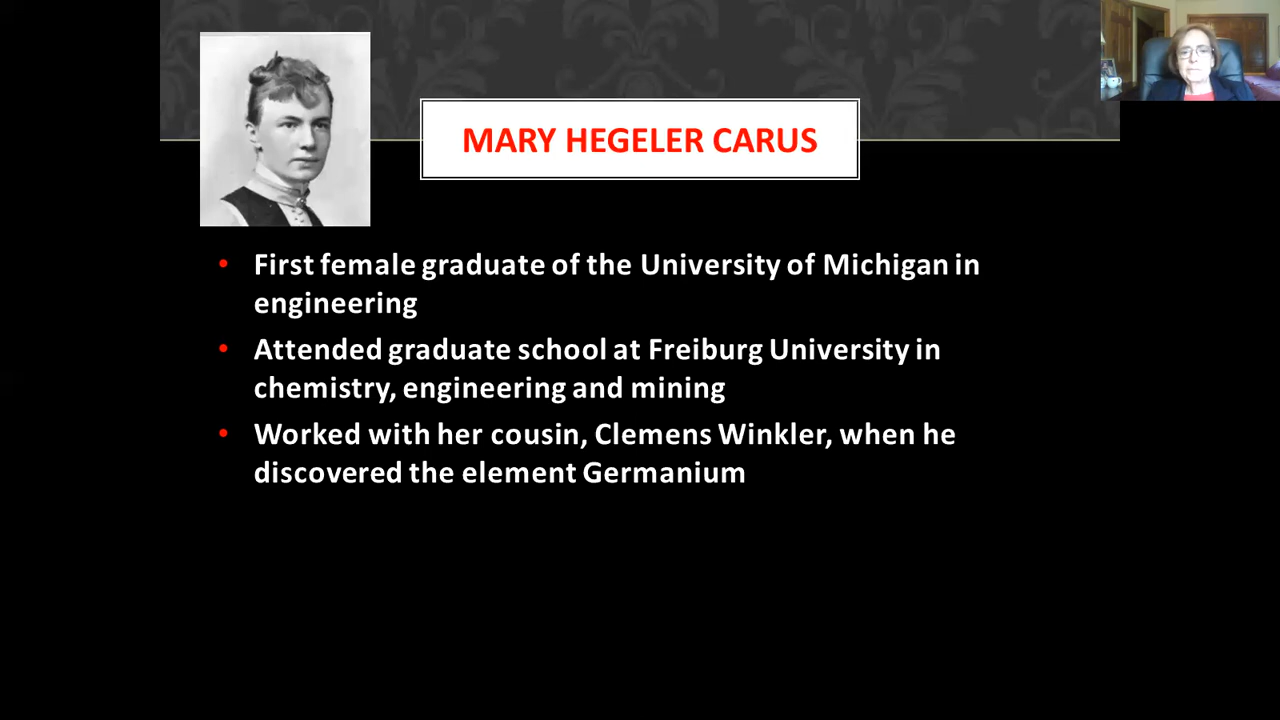 MARY HEGELER CARUS
• First female graduate of the University of Michigan in
engineering
• Attended graduate school at Freiburg University in
chemistry, engineering and mining
• Worked with her cousin, Clemens Winkler, when he
discovered the element Germanium